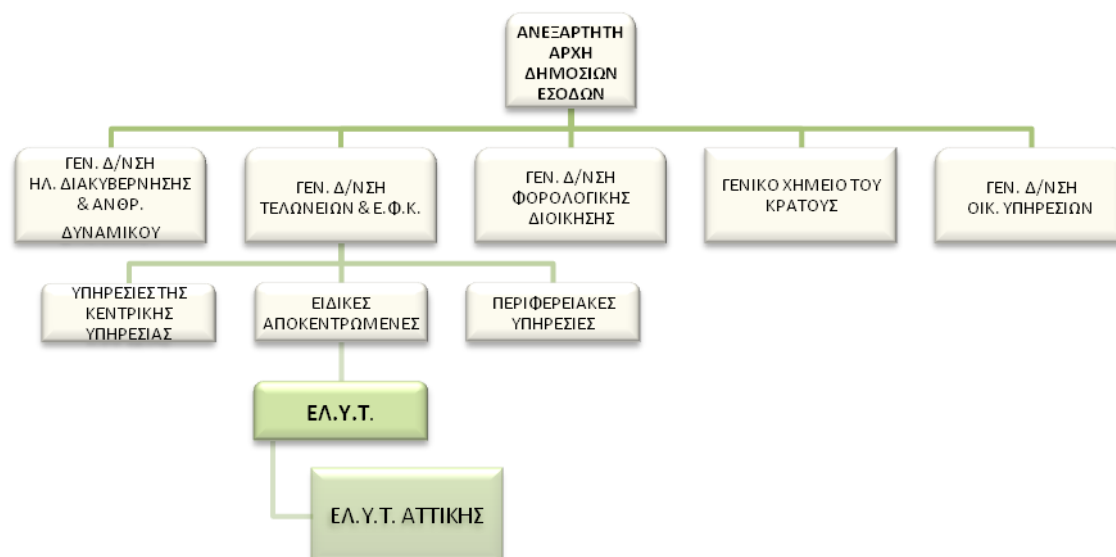 ΑΝΕΞΑΡΤΗΤΗ
ΑΡΧΗ
ΔΗΜΟΣΙΩΝ
ΕΣΟΔΩΝ
ΓΕΝ. Δ/ΝΣΗ
ΗΛ. ΔΙΑΚΥΒΕΡΝΗΣΗΣ
& ΑΝΘΡ.
ΔΥΝΑΜΙΚΟΥ
ΓΕΝ. Δ/ΝΣΗ
ΤΕΛΩΝΕΙΩΝ & Ε.Φ.Κ.
ΓΕΝ. Δ/ΝΣΗ
ΦΟΡΟΛΟΓΙΚΗΣ
ΔΙΟΙΚΗΣΗΣ
ΓΕΝΙΚΟ ΧΗΜΕΙΟ ΤΟΥ
ΚΡΑΤΟΥΣ
ΓΕΝ. Δ/ΝΣΗ
ΟΙΚ. ΥΠΗΡΕΣΙΩΝ
ΥΠΗΡΕΣΙΕΣ ΤΗΣ
ΚΕΝΤΡΙΚΗΣ
ΥΠΗΡΕΣΙΑΣ
ΕΙΔΙΚΕΣ
ΑΠΟΚΕΝΤΡΩΜΕΝΕΣ
ΠΕΡΙΦΕΡΕΙΑΚΕΣ
ΥΠΗΡΕΣΙΕΣ
ΕΛ.Υ.Τ.
ΕΛ.Υ.Τ. ΑΤΤΙΚΗΣ